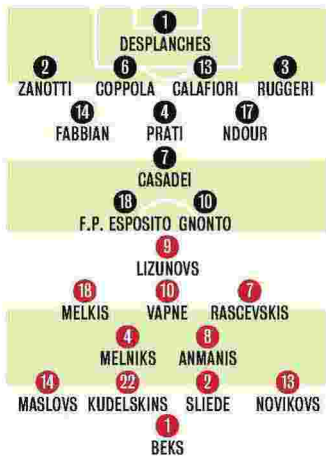 1
DESPLANCHES
2 6 13 3
ZANOTTI COPPOLA CALAFIORI RUGGERI
14 4 17
FABBIAN PRATI NDOUR
7
CASADEI
18 10
F.P. ESPOSITO GNONTO
9
LIZUNOVS
18 10 7
MELKIS VAPNE RASCEVSKIS
4 8
MELNIKS ANMANIS
14 22 2 13
MASLOVS KUDELSKINS SLIEDE NOVIKOVS
1
BEKS